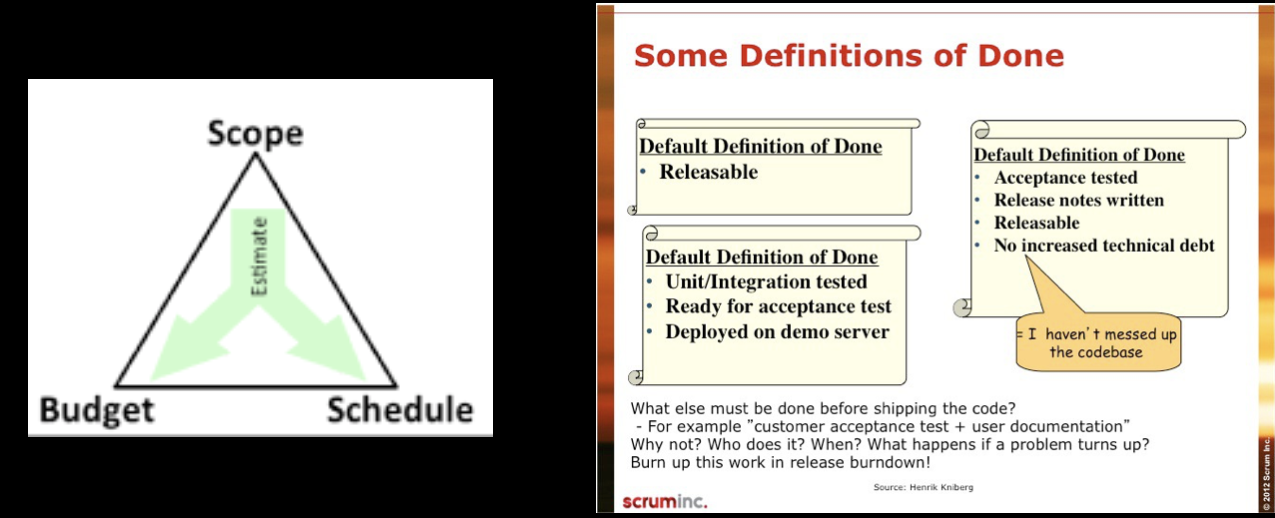 Scope
Estimate
Budget
Schedule
Some Definitions of Done
Default Definition of Done
• Releasable
Default Definition of Done
• Unit/Integration tested
• Ready for acceptance test
• Deployed on demo server
Default Definition of Done
• Acceptance tested
• Release notes written
• Releasable
• No increased technical debt
= I haven't messed up
the codebase
What else must be done before shipping the code?
- For example ”customer acceptance test + user documentation”
Why not? Who does it? When? What happens if a problem turns up?
Burn up this work in release burndown!
Source: Henrik Kniberg
scruminc.
© 2012 Scrum Inc.